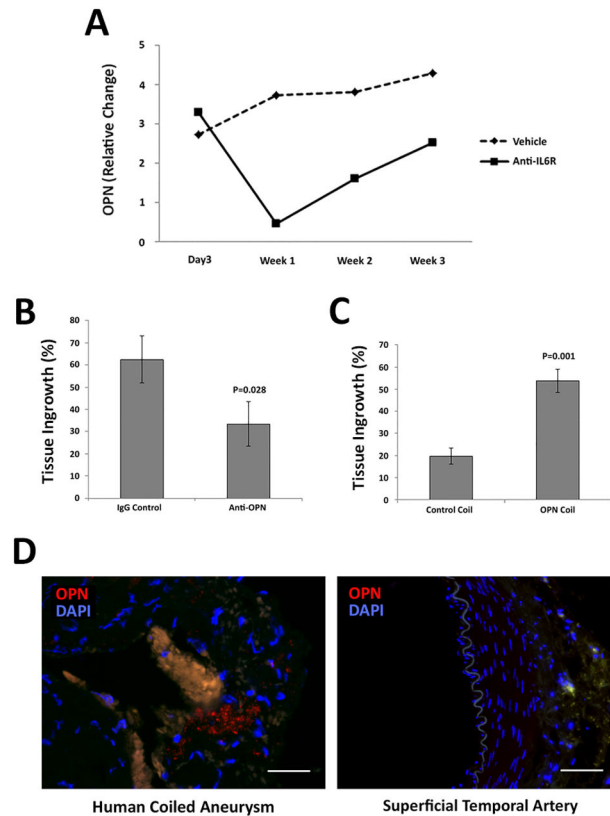 A
OPN (Relative Change)
5
4
3
2
1
0
Day3 Week 1 Week 2 Week 3
Vehicle
Anti-IL6R
B
Tissue Ingrowth (%)
80
70
60
50
40
30
20
10
0
P=0.028
IgG Control Anti-OPN
C
Tissue Ingrowth (%)
70
60
50
40
30
20
10
0
P=0.001
Control Coil OPN Coil
D
OPN
DAPI
Human Coiled Aneurysm
OPN
DAPI
Superficial Temporal Artery